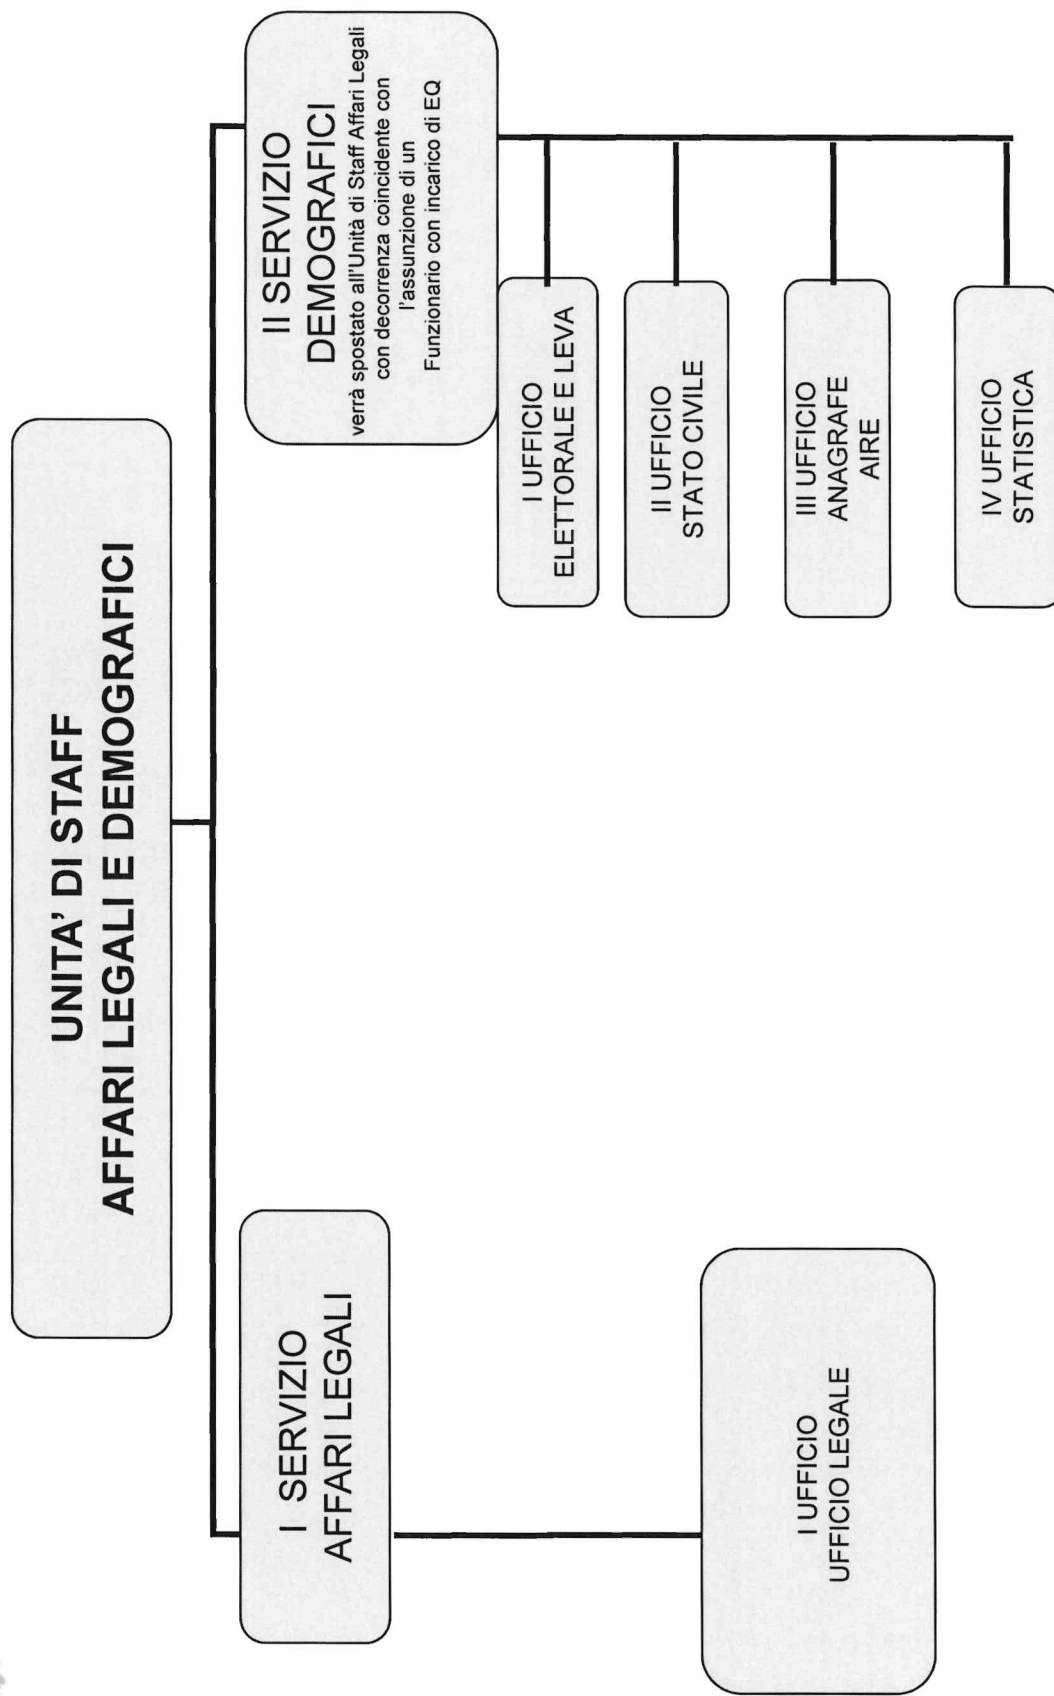 UNITA' DI STAFF
AFFARI LEGALI E DEMOGRAFICI
I SERVIZIO
AFFARI LEGALI
I UFFICIO
UFFICIO LEGALE
II SERVIZIO
DEMOGRAFICI
verrà spostato all'Unità di Staff Affari Legali
con decorrenza coincidente con
l'assunzione di un
Funzionario con incarico di EQ
I UFFICIO
ELETTORALE E LEVA
II UFFICIO
STATO CIVILE
III UFFICIO
ANAGRAFE
AIRE
IV UFFICIO
STATISTICA